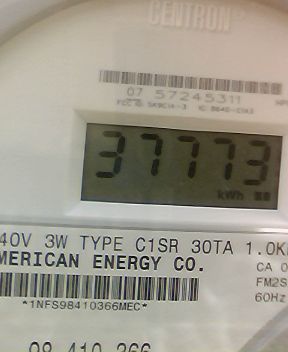 CENTRON
07 57245311
37773
kWh
40V 3W TYPE C1SR 30TA 1.0K
MERICAN ENERGY CO.
CA 0
FM2S
60Hz
*1NFS98410366MEC*
98 410 366